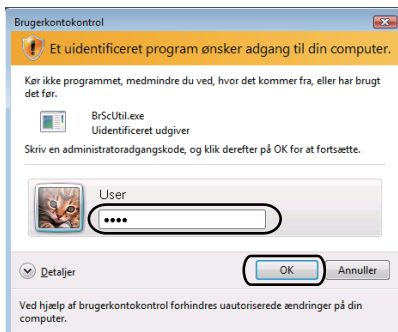 Brugerkontokontrol
Et uidentificeret program ønsker adgang til din computer.
Kør ikke programmet, medmindre du ved, hvor det kommer fra, eller har brugt
det før.
BrScUtil.exe
Uidentificeret udgiver
Skriv en administratoradgangskode, og klik derefter på OK for at fortsætte.
User
••••
Detaljer
OK
Annuller
Ved hjælp af brugerkontokontrol forhindres uautoriserede ændringer på din
computer.